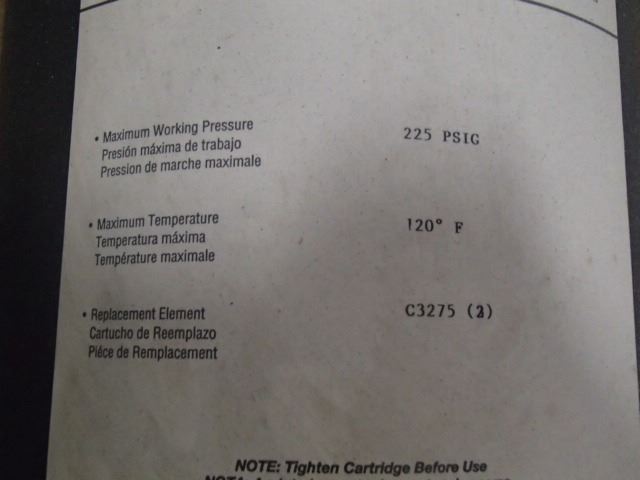 • Maximum Working Pressure 225 PSIG
Presión máxima de trabajo
Pression de marche maximale
• Maximum Temperature 120° F
Temperatura máxima
Température maximale
• Replacement Element C3275 (2)
Cartucho de Reemplazo
Piéce de Remplacement
NOTE: Tighten Cartridge Before Use